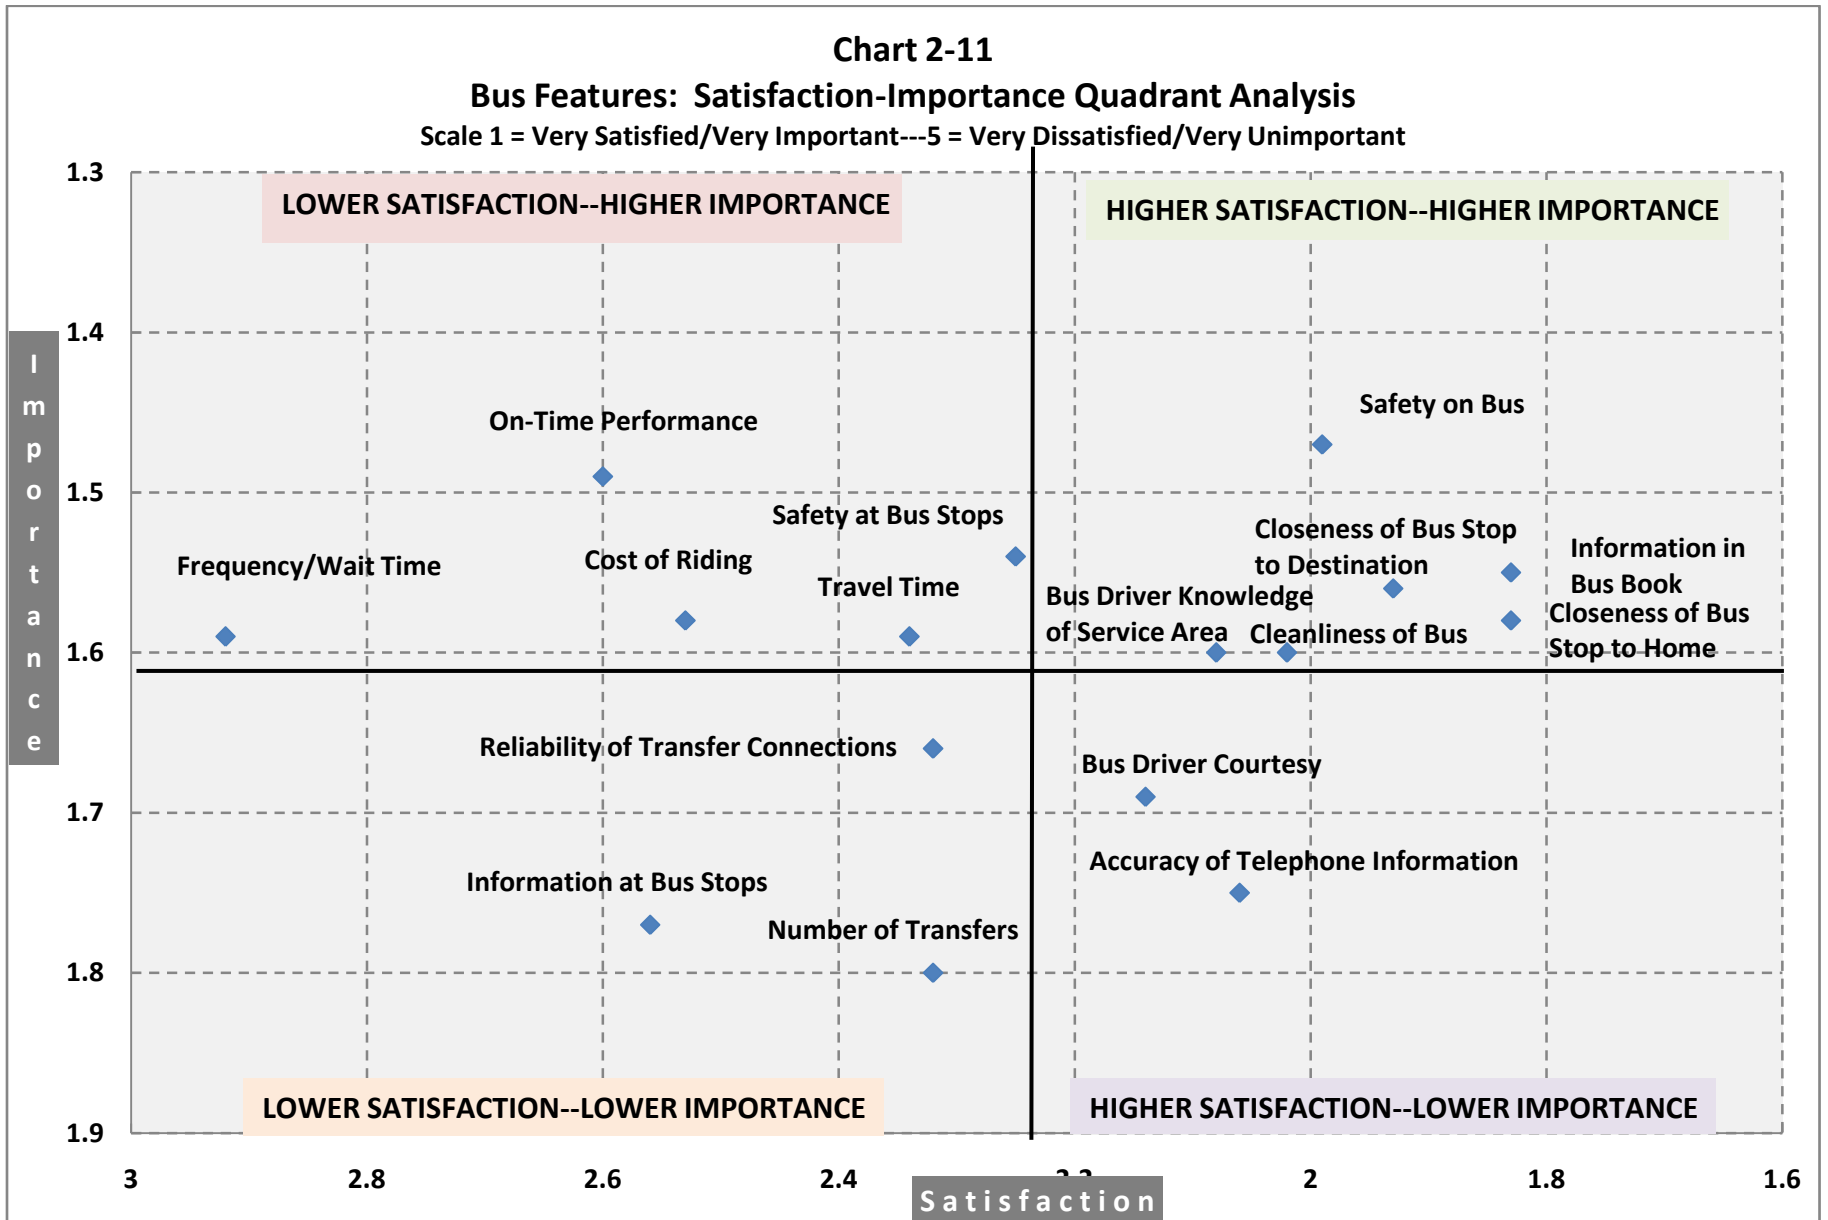 Chart 2-11
Bus Features:  Satisfaction-Importance Quadrant Analysis
Scale 1 = Very Satisfied/Very Important---5 = Very Dissatisfied/Very Unimportant
LOWER SATISFACTION--HIGHER IMPORTANCE
HIGHER SATISFACTION--HIGHER IMPORTANCE
1.3
1.4
1.5
1.6
1.7
1.8
1.9
Importance
Safety on Bus
On-Time Performance
Safety at Bus Stops
Closeness of Bus Stop
to Destination
Information in
Bus Book
Frequency/Wait Time
Cost of Riding
Travel Time
Bus Driver Knowledge
of Service Area
Cleanliness of Bus
Closeness of Bus
Stop to Home
Reliability of Transfer Connections
Bus Driver Courtesy
Accuracy of Telephone Information
Information at Bus Stops
Number of Transfers
LOWER SATISFACTION--LOWER IMPORTANCE
HIGHER SATISFACTION--LOWER IMPORTANCE
3
2.8
2.6
2.4
2.2
2
1.8
1.6
Satisfaction